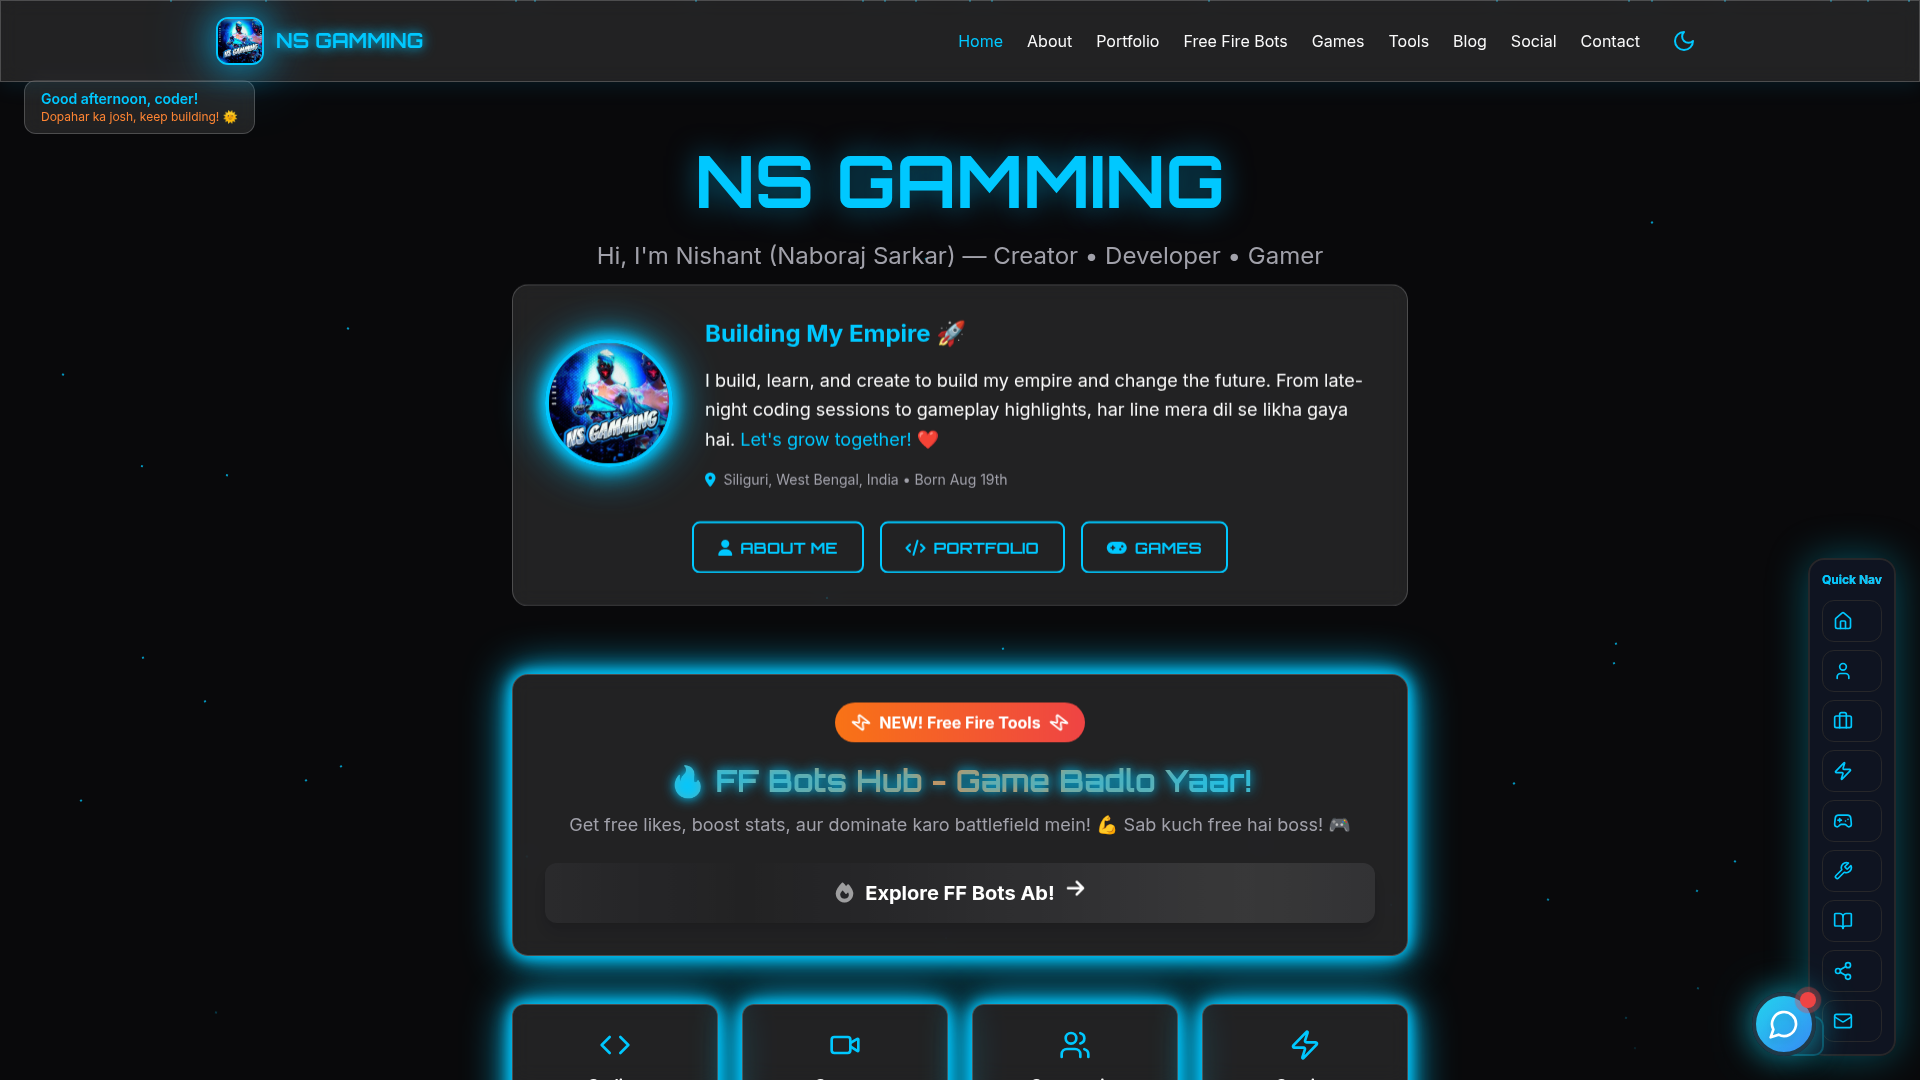 NS GAMMING
NS GAMMING
Home
About
Portfolio
Free Fire Bots
Games
Tools
Blog
Social
Contact
Good afternoon, coder!
Dopahar ka josh, keep building! 🌞
NS GAMMING
Hi, I'm Nishant (Naboraj Sarkar) — Creator • Developer • Gamer
NS GAMMING
Building My Empire 🚀
I build, learn, and create to build my empire and change the future. From late-
night coding sessions to gameplay highlights, har line mera dil se likha gaya
hai. Let's grow together! ❤️
Siliguri, West Bengal, India • Born Aug 19th
ABOUT ME
PORTFOLIO
GAMES
Quick Nav
NEW! Free Fire Tools
FF Bots Hub - Game Badlo Yaar!
Get free likes, boost stats, aur dominate karo battlefield mein! 💪 Sab kuch free hai boss! 🎮
Explore FF Bots Ab! →